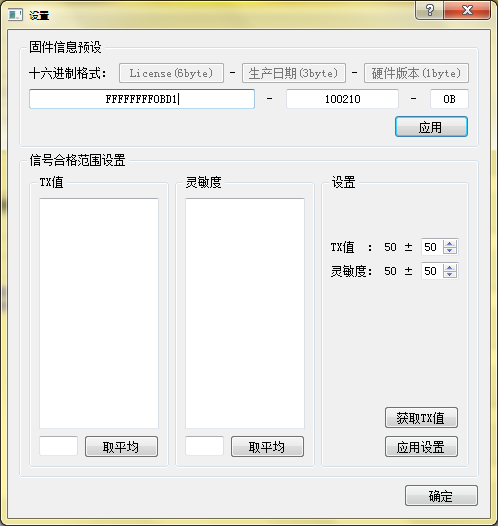 设置
固件信息预设
十六进制格式： License(6byte) - 生产日期(3byte) - 硬件版本(1byte)
FFFFFFFF0BD1 - 100210 - 0B
应用
信号合格范围设置
TX值 灵敏度 设置
TX值 ： 50 ± 50
灵敏度： 50 ± 50
获取TX值
取平均 取平均 应用设置
确定